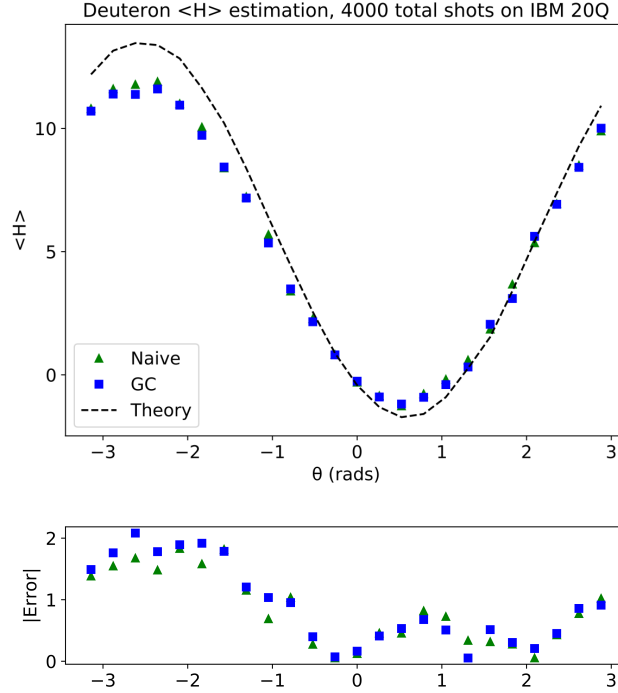 Deuteron <H> estimation, 4000 total shots on IBM 20Q
<H>
10
5
0
Naive
GC
Theory
−3 −2 −1 0 1 2 3
θ (rads)
|Error|
2
1
0
−3 −2 −1 0 1 2 3